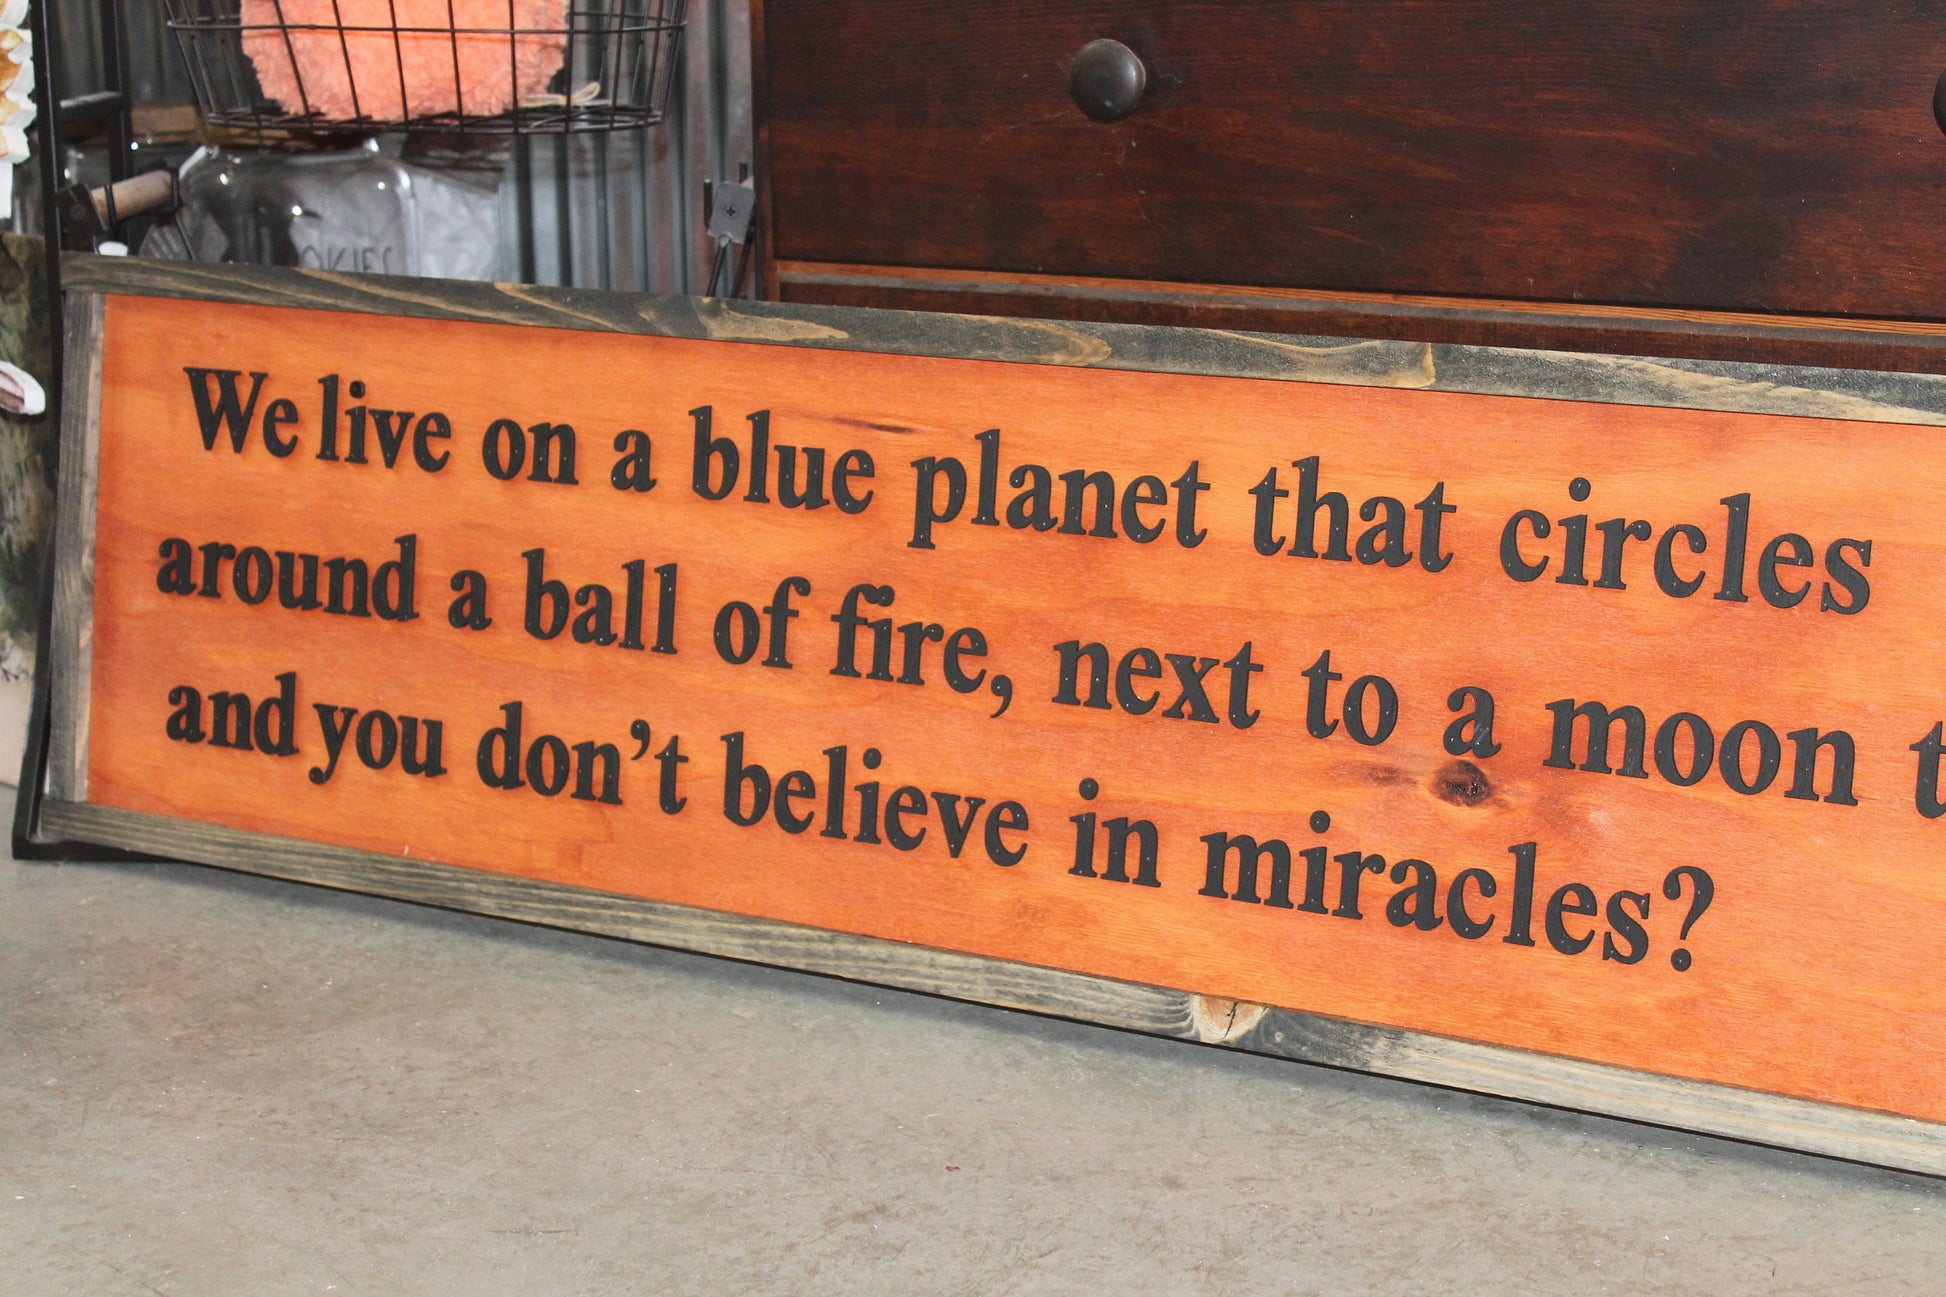 OKIES
We live on a blue planet that circles
around a ball of fire, next to a moon t
and you don't believe in miracles?